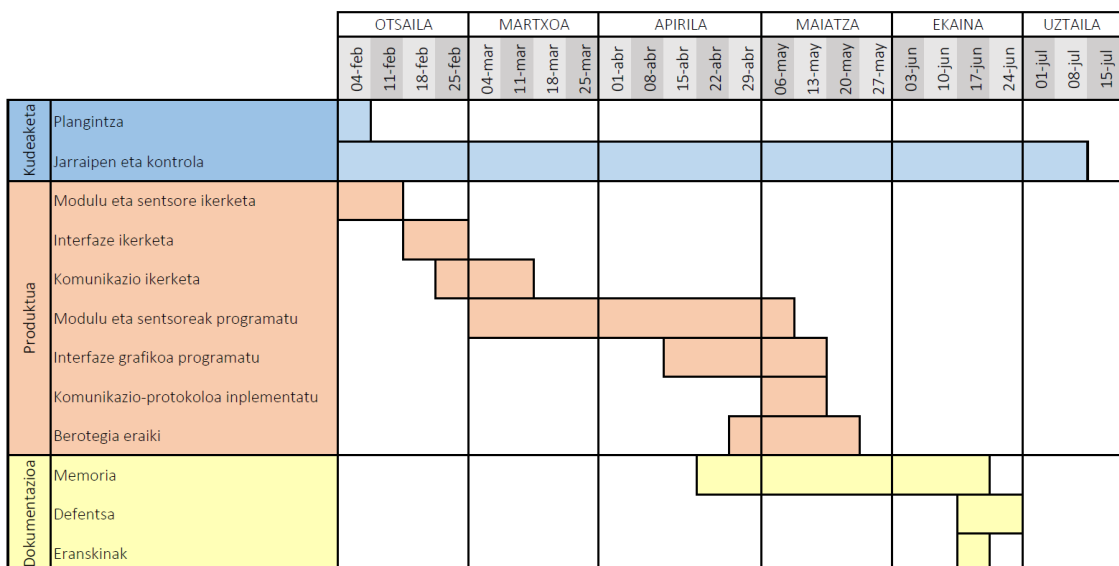 OTSAILA MARTXOA APIRILA MAIATZA EKAINA UZTAILA
04-feb 11-feb 18-feb 25-feb 04-mar 11-mar 18-mar 25-mar 01-abr 08-abr 15-abr 22-abr 29-abr 06-may 13-may 20-may 27-may 03-jun 10-jun 17-jun 24-jun 01-jul 08-jul 15-jul
Kudeaketa
Plangintza
Jarraipen eta kontrola
Produktua
Modulu eta sentsore ikerketa
Interfaze ikerketa
Komunikazio ikerketa
Modulu eta sentsoreak programatu
Interfaze grafikoa programatu
Komunikazio-protokoloa inplementatu
Berotegia eraiki
Dokumentazioa
Memoria
Defentsa
Eranskinak